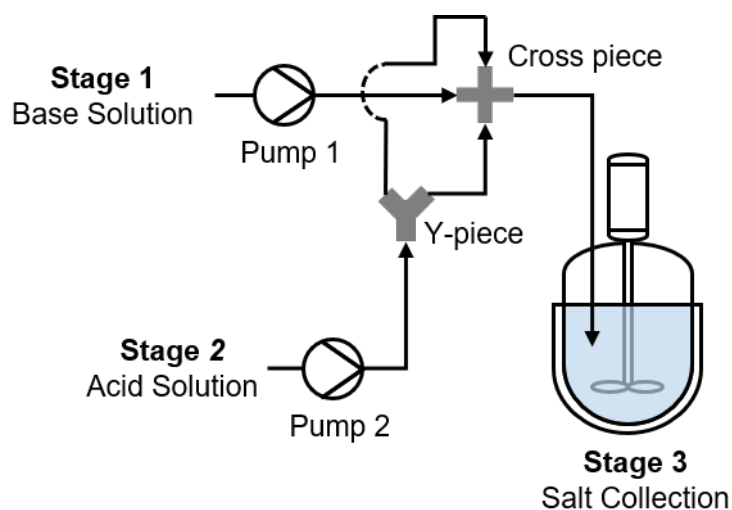 Cross piece
Stage 1
Base Solution
Pump 1
Y-piece
Stage 2
Acid Solution
Pump 2
Stage 3
Salt Collection